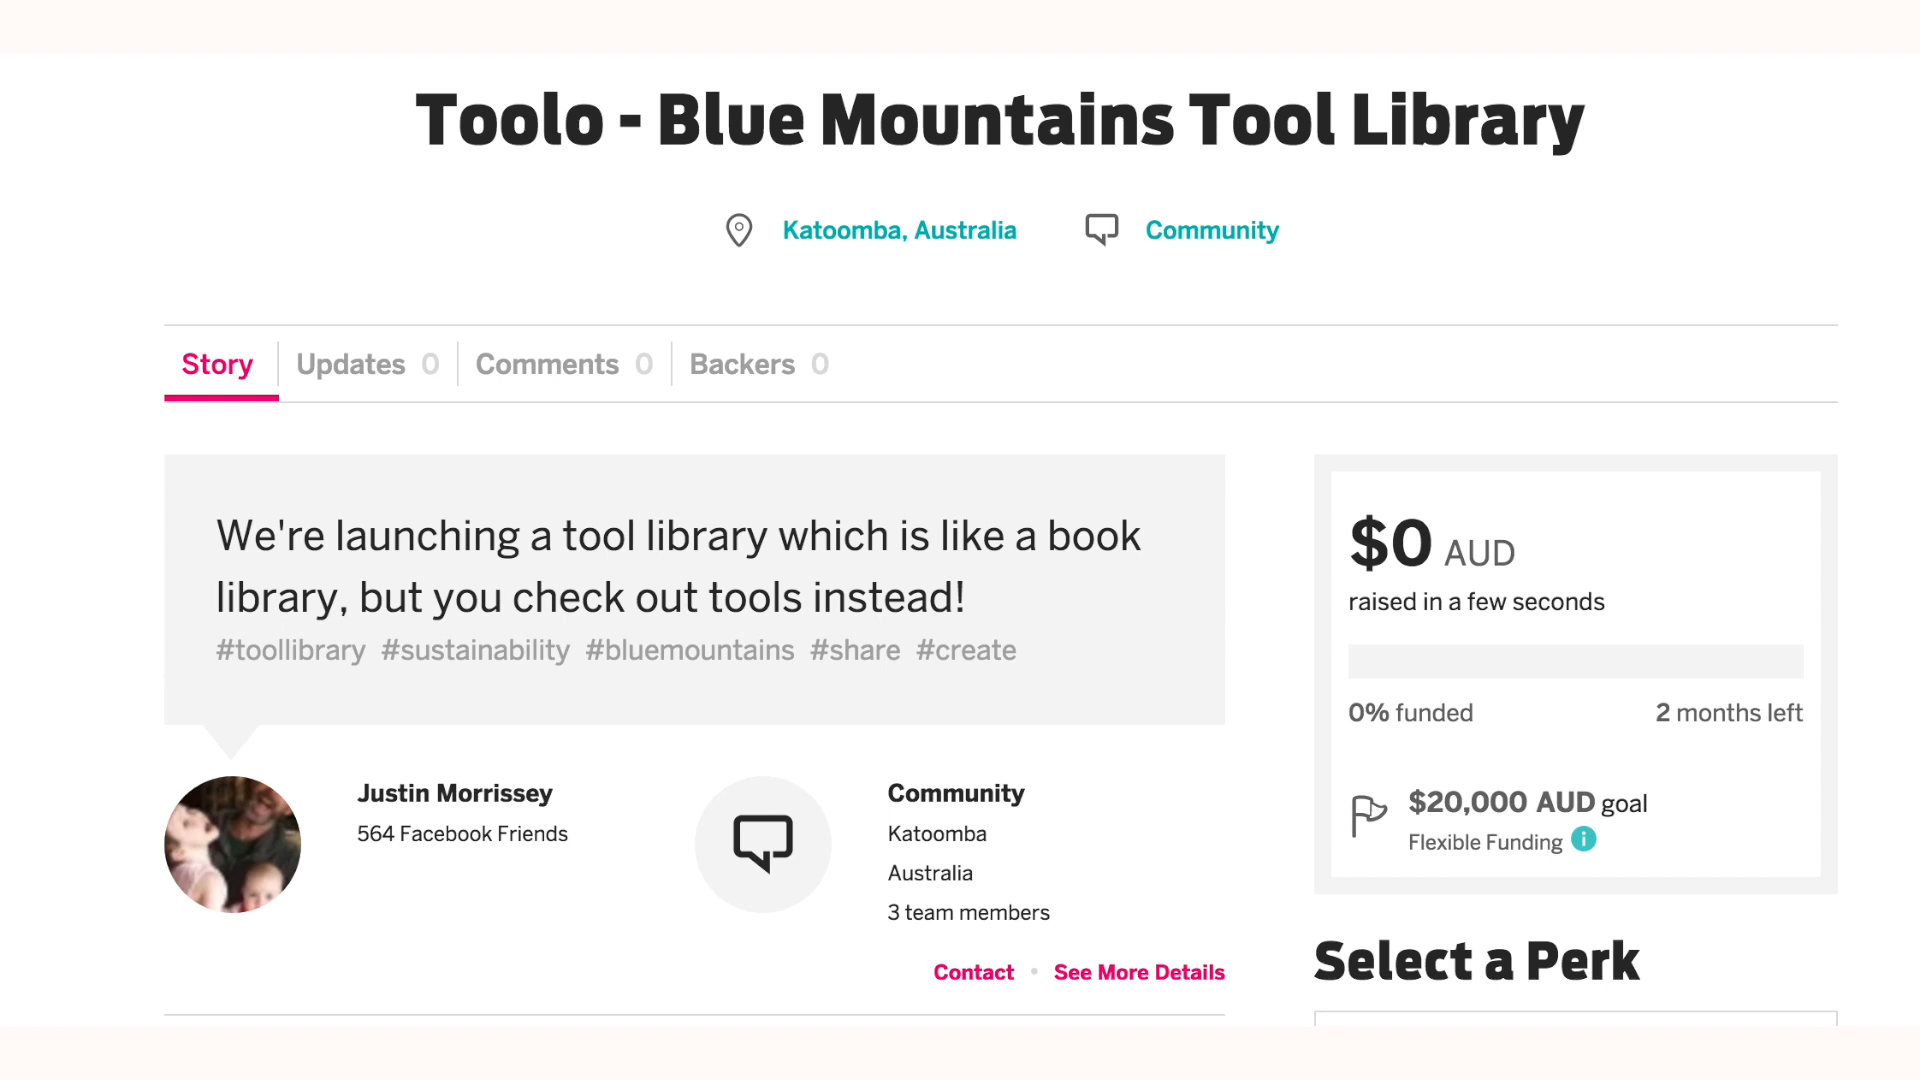 Toolo - Blue Mountains Tool Library
Katoomba, Australia
Community
Story
Updates 0
Comments 0
Backers 0
We're launching a tool library which is like a book
library, but you check out tools instead!
#toollibrary #sustainability #bluemountains #share #create
Justin Morrissey
564 Facebook Friends
Community
Katoomba
Australia
3 team members
Contact • See More Details
$0 AUD
raised in a few seconds
0% funded
2 months left
$20,000 AUD goal
Flexible Funding i
Select a Perk